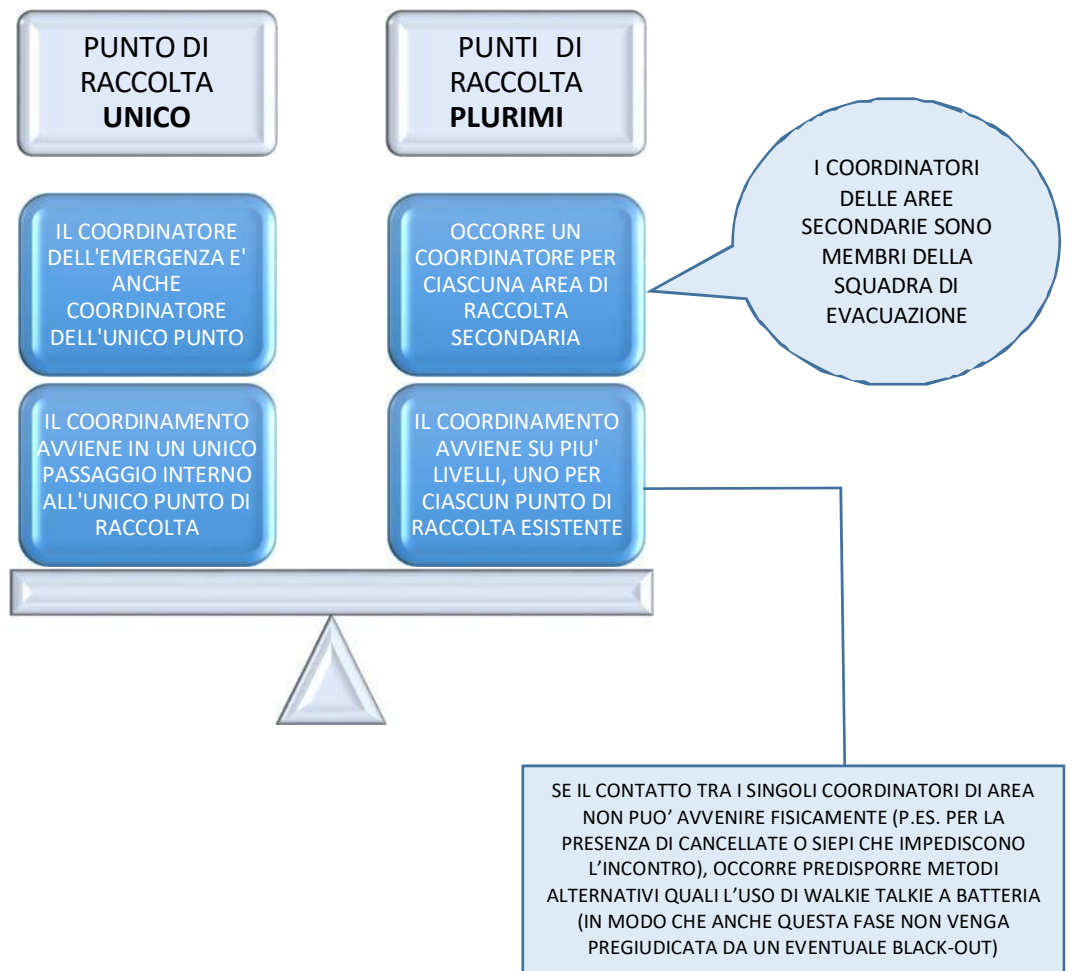 PUNTO DI
RACCOLTA
UNICO
PUNTI DI
RACCOLTA
PLURIMI
IL COORDINATORE
DELL'EMERGENZA E'
ANCHE
COORDINATORE
DELL'UNICO PUNTO
OCCORRE UN
COORDINATORE PER
CIASCUNA AREA DI
RACCOLTA
SECONDARIA
I COORDINATORI
DELLE AREE
SECONDARIE SONO
MEMBRI DELLA
SQUADRA DI
EVACUAZIONE
IL COORDINAMENTO
AVVIENE IN UN UNICO
PASSAGGIO INTERNO
ALL'UNICO PUNTO DI
RACCOLTA
IL COORDINAMENTO
AVVIENE SU PIU'
LIVELLI, UNO PER
CIASCUN PUNTO DI
RACCOLTA ESISTENTE
SE IL CONTATTO TRA I SINGOLI COORDINATORI DI AREA
NON PUO’ AVVENIRE FISICAMENTE (P.ES. PER LA
PRESENZA DI CANCELLATE O SIEPI CHE IMPEDISCONO
L’INCONTRO), OCCORRE PREDISPORRE METODI
ALTERNATIVI QUALI L’USO DI WALKIE TALKIE A BATTERIA
(IN MODO CHE ANCHE QUESTA FASE NON VENGA
PREGIUDICATA DA UN EVENTUALE BLACK-OUT)